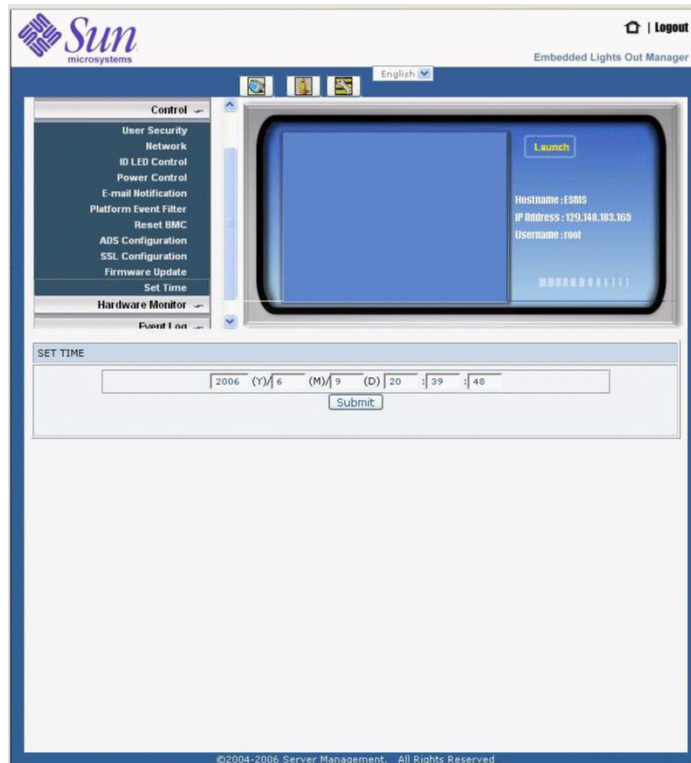 Sun
microsystems
| Logout
Embedded Lights Out Manager
English
Control
User Security
Network
ID LED Control
Power Control
E-mail Notification
Platform Event Filter
Reset BMC
ADS Configuration
SSL Configuration
Firmware Update
Set Time
Hardware Monitor
Event Log
Launch
Hostname :ESMS
IP Address : 129.148.183.165
Username :root
SET TIME
2006 (Y)/ 6 (M)/ 9 (D) 20 : 39 : 48
Submit
©2004-2006 Server Management. All Rights Reserved